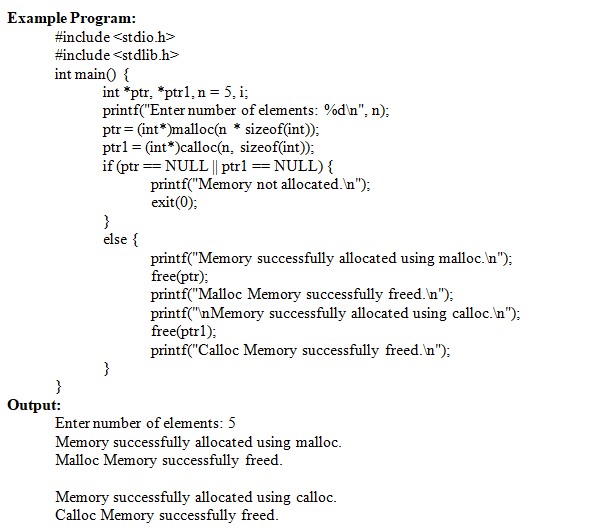 Example Program:
#include <stdio.h>
#include <stdlib.h>
int main() {
int *ptr, *ptr1, n = 5, i;
printf("Enter number of elements: %d\n", n);
ptr = (int*)malloc(n * sizeof(int));
ptr1 = (int*)calloc(n, sizeof(int));
if (ptr == NULL || ptr1 == NULL) {
printf("Memory not allocated.\n");
exit(0);
}
else {
printf("Memory successfully allocated using malloc.\n");
free(ptr);
printf("Malloc Memory successfully freed.\n");
printf("\nMemory successfully allocated using calloc.\n");
free(ptr1);
printf("Calloc Memory successfully freed.\n");
}
}
Output:
Enter number of elements: 5
Memory successfully allocated using malloc.
Malloc Memory successfully freed.
Memory successfully allocated using calloc.
Calloc Memory successfully freed.